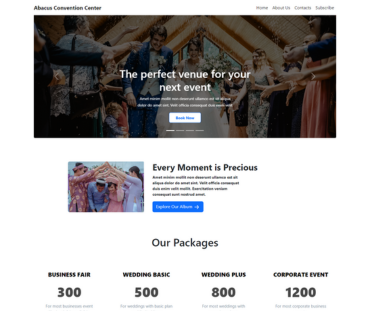 Abacus Convention Center
Home About Us Contacts Subscribe
The perfect venue for your
next event
Amet minim mollit non deserunt ullamco est sit aliqua
dolor do amet sint. Velit officia consequat duis enim velit
Book Now
Every Moment is Precious
Amet minim mollit non deserunt ullamco est sit
aliqua dolor do amet sint. Velit officia consequat
duis enim velit mollit. Exercitation veniam
consequat sunt nostrud amet.
Explore Our Album →
Our Packages
BUSINESS FAIR WEDDING BASIC WEDDING PLUS CORPORATE EVENT
300 500 800 1200
For most businesses event For weddings with basic plan For most weddings with For most corporate business